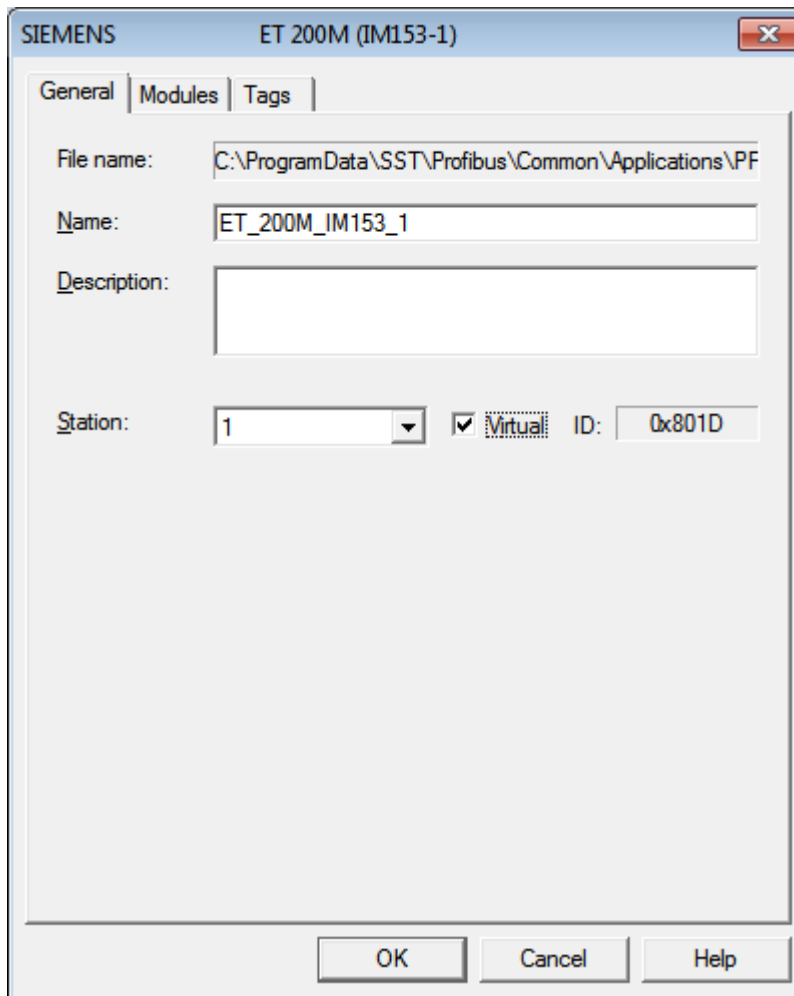 SIEMENS ET 200M (IM153-1)
General Modules Tags
File name: C:\ProgramData\SST\Profibus\Common\Applications\PF
Name: ET_200M_IM153_1
Description:
Station: 1 Virtual ID: 0x801D
OK Cancel Help